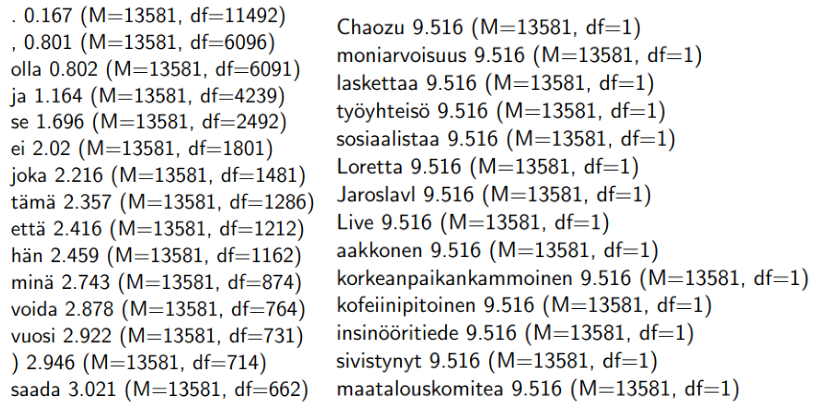 . 0.167 (M=13581, df=11492)
, 0.801 (M=13581, df=6096)
olla 0.802 (M=13581, df=6091)
ja 1.164 (M=13581, df=4239)
se 1.696 (M=13581, df=2492)
ei 2.02 (M=13581, df=1801)
joka 2.216 (M=13581, df=1481)
tämä 2.357 (M=13581, df=1286)
että 2.416 (M=13581, df=1212)
hän 2.459 (M=13581, df=1162)
minä 2.743 (M=13581, df=874)
voida 2.878 (M=13581, df=764)
vuosi 2.922 (M=13581, df=731)
) 2.946 (M=13581, df=714)
saada 3.021 (M=13581, df=662)
Chaozu 9.516 (M=13581, df=1)
moniarvoisuus 9.516 (M=13581, df=1)
laskettaa 9.516 (M=13581, df=1)
työyhteisö 9.516 (M=13581, df=1)
sosiaalistaa 9.516 (M=13581, df=1)
Loretta 9.516 (M=13581, df=1)
Jaroslavl 9.516 (M=13581, df=1)
Live 9.516 (M=13581, df=1)
aakkonen 9.516 (M=13581, df=1)
korkeanpaikankammoinen 9.516 (M=13581, df=1)
kofeiinipitoinen 9.516 (M=13581, df=1)
insinööritiede 9.516 (M=13581, df=1)
sivistynyt 9.516 (M=13581, df=1)
maatalouskomitea 9.516 (M=13581, df=1)